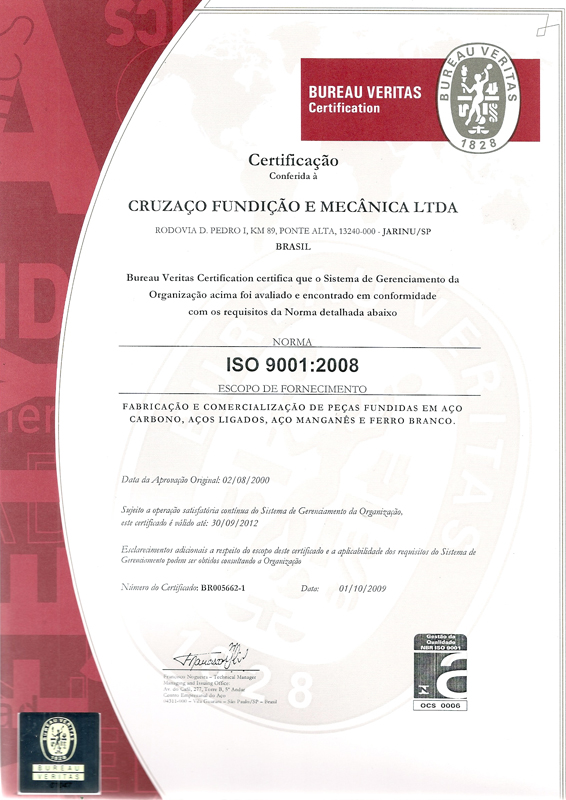 BUREAU VERITAS
Certification
BUREAU VERITAS
1828
Certificação
Conferida à
CRUZAÇO FUNDIÇÃO E MECÂNICA LTDA
RODOVIA D. PEDRO I, KM 89, PONTE ALTA, 13240-000 - JARINU/SP
BRASIL
Bureau Veritas Certification certifica que o Sistema de Gerenciamento da
Organização acima foi avaliado e encontrado em conformidade
com os requisitos da Norma detalhada abaixo
NORMA
ISO 9001:2008
ESCOPO DE FORNECIMENTO
FABRICAÇÃO E COMERCIALIZAÇÃO DE PEÇAS FUNDIDAS EM AÇO
CARBONO, AÇOS LIGADOS, AÇO MANGANÊS E FERRO BRANCO.
Data da Aprovação Original: 02/08/2000
Sujeito a operação satisfatória contínua do Sistema de Gerenciamento da Organização,
este certificado é válido até: 30/09/2012
Esclarecimentos adicionais a respeito do escopo deste certificado e a aplicabilidade dos requisitos do Sistema de
Gerenciamento podem ser obtidos consultando a Organização
Número do Certificado: BR005662-1 Data: 01/10/2009
Francisco Nogueira – Technical Manager
Managing and Issuing Office:
Av. do Café, 277, Torre B, 5º Andar
Centro Empresarial do Aço
04311-000 – Vila Guarani – São Paulo/SP – Brasil
Gestão da
Qualidade
NBR ISO 9001
OCS 0006
BUREAU VERITAS
1828
BUREAU
VERITAS